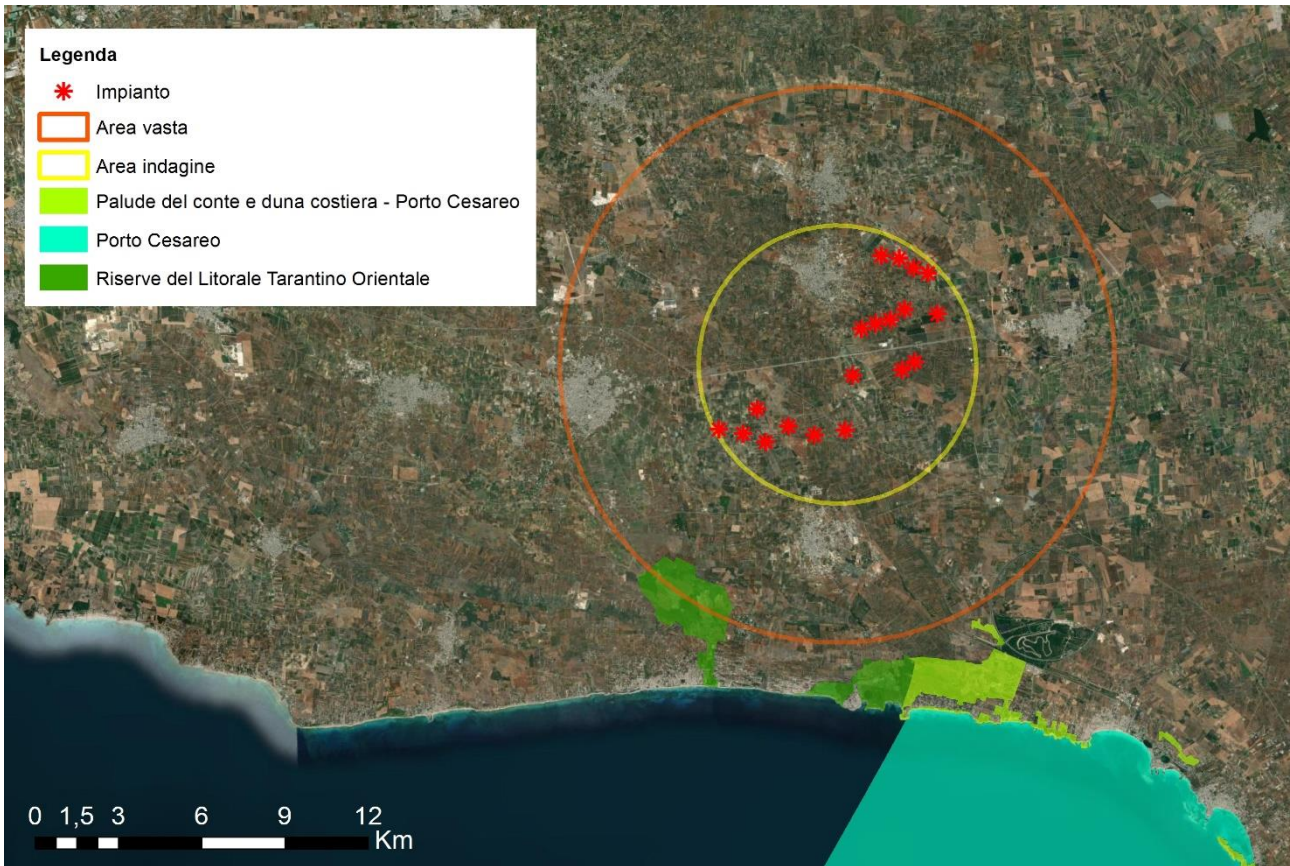 Legenda
Impianto
Area vasta
Area indagine
Palude del conte e duna costiera - Porto Cesareo
Porto Cesareo
Riserve del Litorale Tarantino Orientale
0 1,5 3 6 9 12
Km